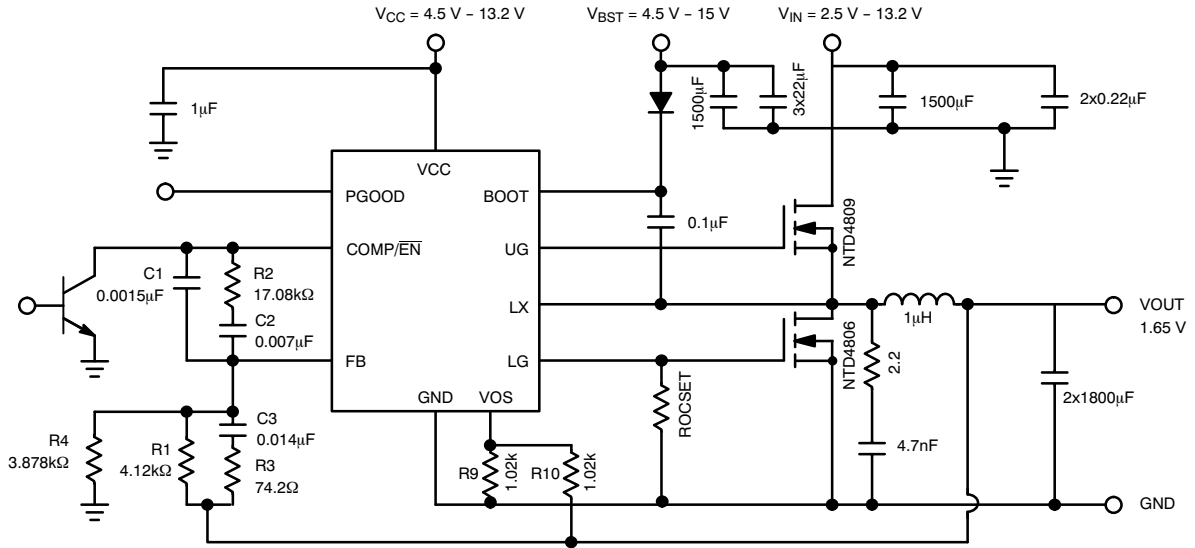 VCC = 4.5 V − 13.2 V
VBST = 4.5 V − 15 V
VIN = 2.5 V − 13.2 V
1μF
1500μF
3x22μF
1500μF
2x0.22μF
VCC
PGOOD
BOOT
COMP/EN
UG
LX
FB
LG
GND
VOS
0.1μF
NTD4809
C1
0.0015μF
R2
17.08kΩ
C2
0.007μF
1μH
VOUT
1.65 V
NTD4806
2.2
ROCSET
2x1800μF
4.7nF
C3
0.014μF
R4
3.878kΩ
R1
4.12kΩ
R3
74.2Ω
R9
1.02k
R10
1.02k
GND